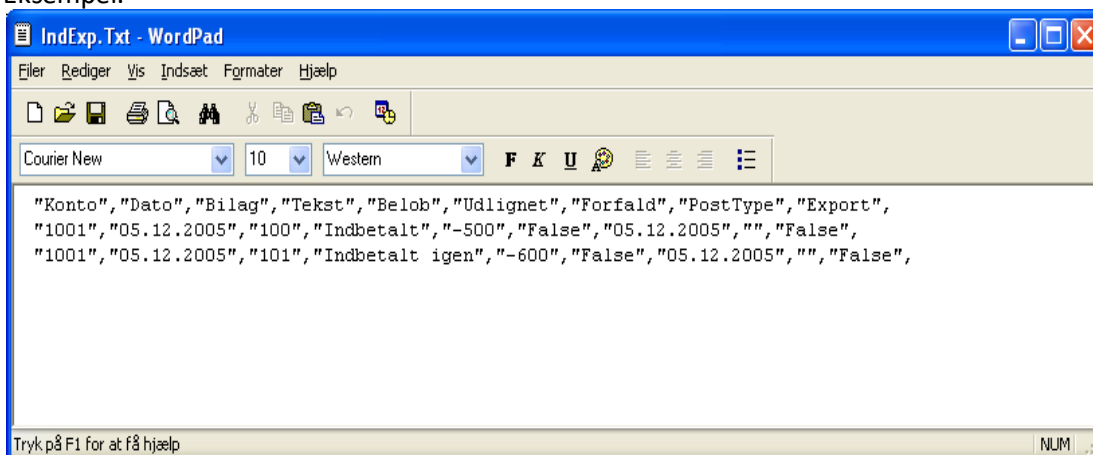 Eksempel:
IndExp.Txt - WordPad
Filer Rediger Vis Indsæt Formater Hjælp
Courier New 10 Western F K U
"Konto","Dato","Bilag","Tekst","Belob","Udlignet","Forfald","PostType","Export",
"1001","05.12.2005","100","Indbetalt","-500","False","05.12.2005","","False",
"1001","05.12.2005","101","Indbetalt igen","-600","False","05.12.2005","","False",
Tryk på F1 for at få hjælp NUM